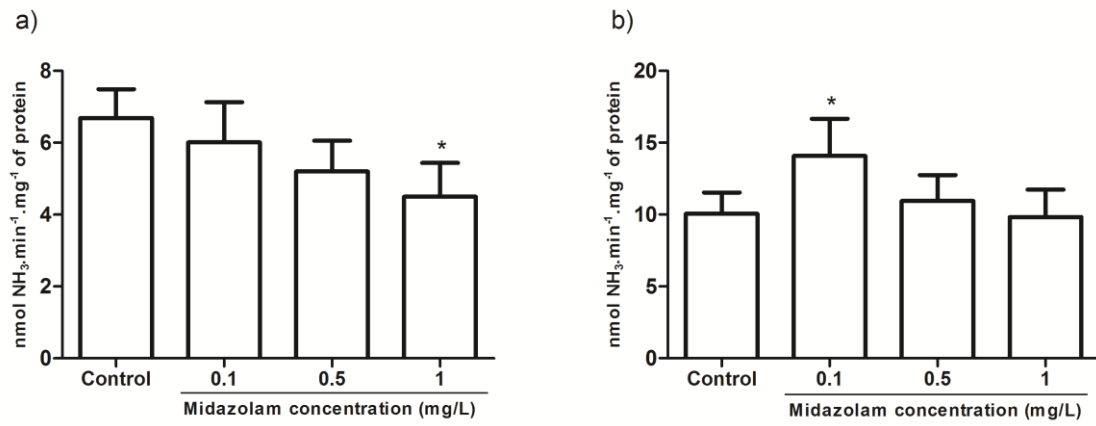 a)
nmol NH₃.min⁻¹.mg⁻¹ of protein
8
6
4
2
0
*
Control 0.1 0.5 1
Midazolam concentration (mg/L)
b)
nmol NH₃.min⁻¹.mg⁻¹ of protein
20
15
10
5
0
*
Control 0.1 0.5 1
Midazolam concentration (mg/L)